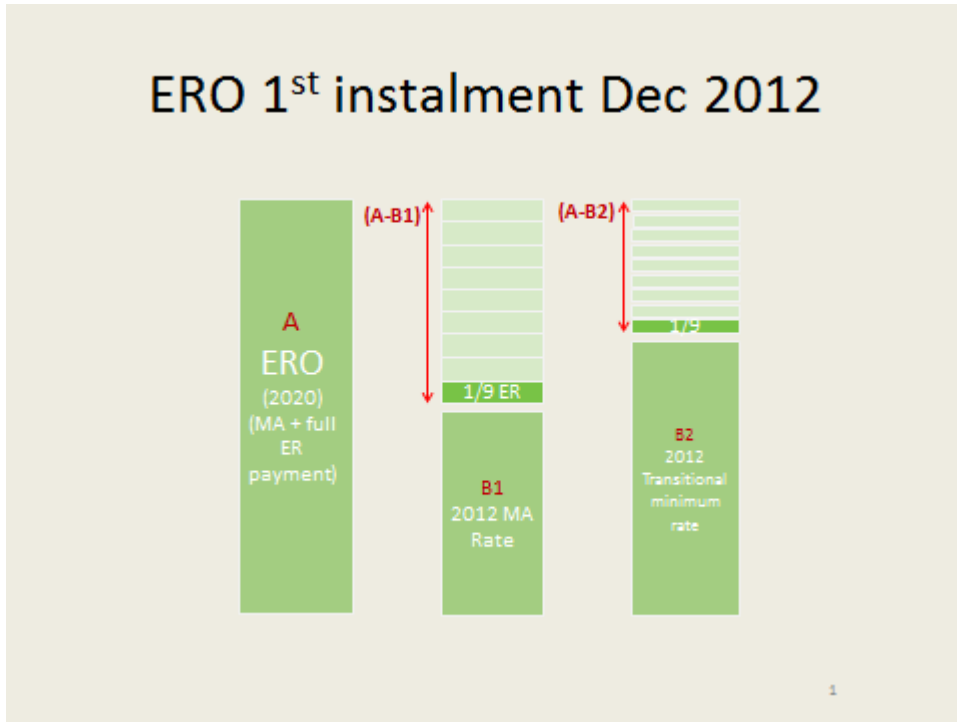 ERO 1st instalment Dec 2012
A
ERO
(2020)
(MA + full
ER
payment)
(A-B1)
1/9 ER
B1
2012 MA
Rate
(A-B2)
1/9
B2
2012
Transitional
minimum
rate
1